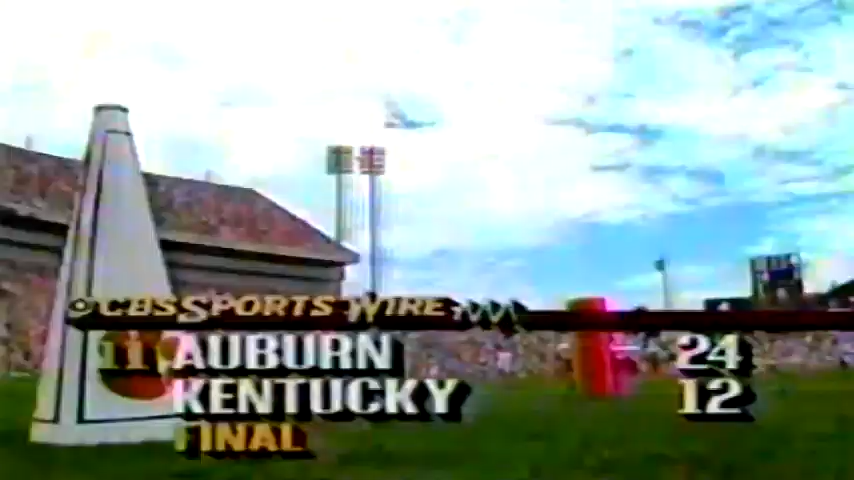 CBS SPORTS WIRE
11 AUBURN 24
KENTUCKY 12
FINAL